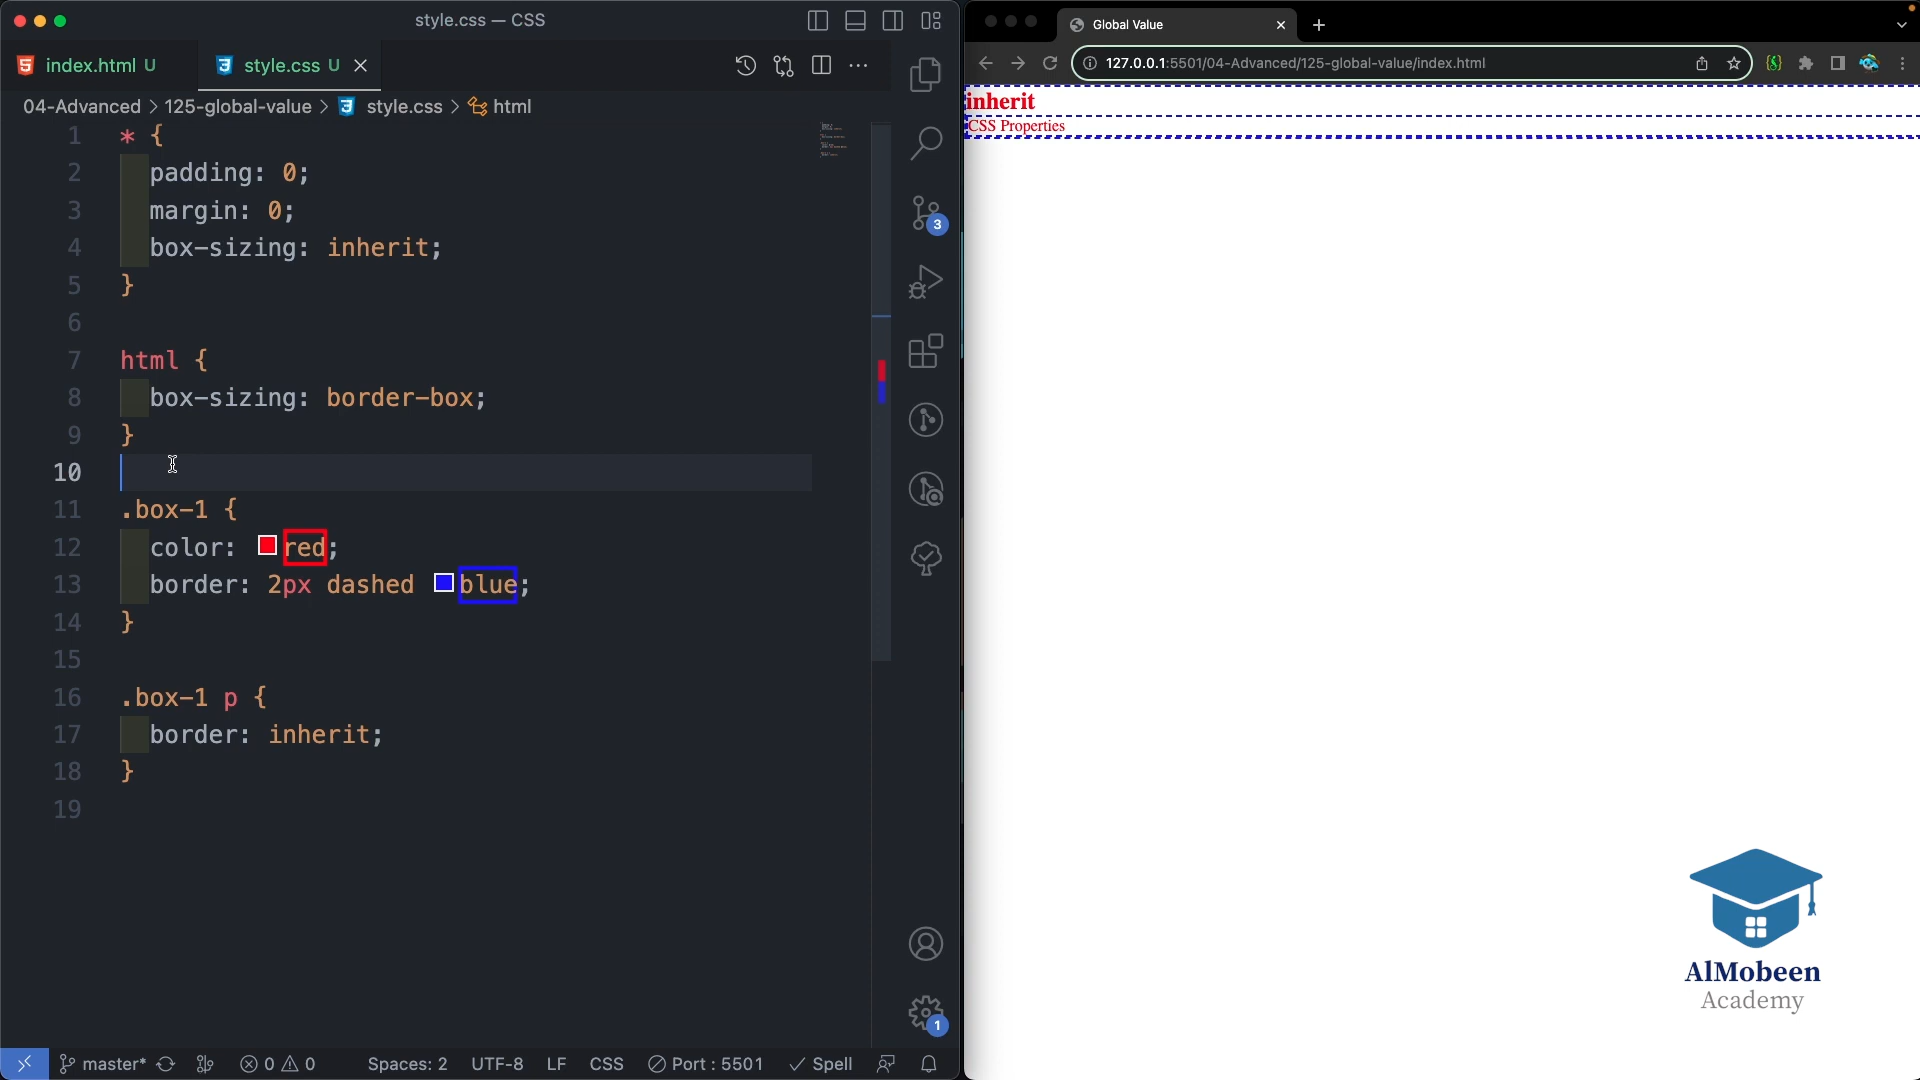 style.css — CSS
index.html U
style.css U
04-Advanced > 125-global-value > style.css > html
1 * {
2 padding: 0;
3 margin: 0;
4 box-sizing: inherit;
5 }
6
7 html {
8 box-sizing: border-box;
9 }
10
11 .box-1 {
12 color: red;
13 border: 2px dashed blue;
14 }
15
16 .box-1 p {
17 border: inherit;
18 }
19
3
1
master* 0 0 Spaces: 2 UTF-8 LF CSS Port : 5501 Spell
Global Value
127.0.0.1:5501/04-Advanced/125-global-value/index.html
inherit
CSS Properties
AlMobeen
Academy